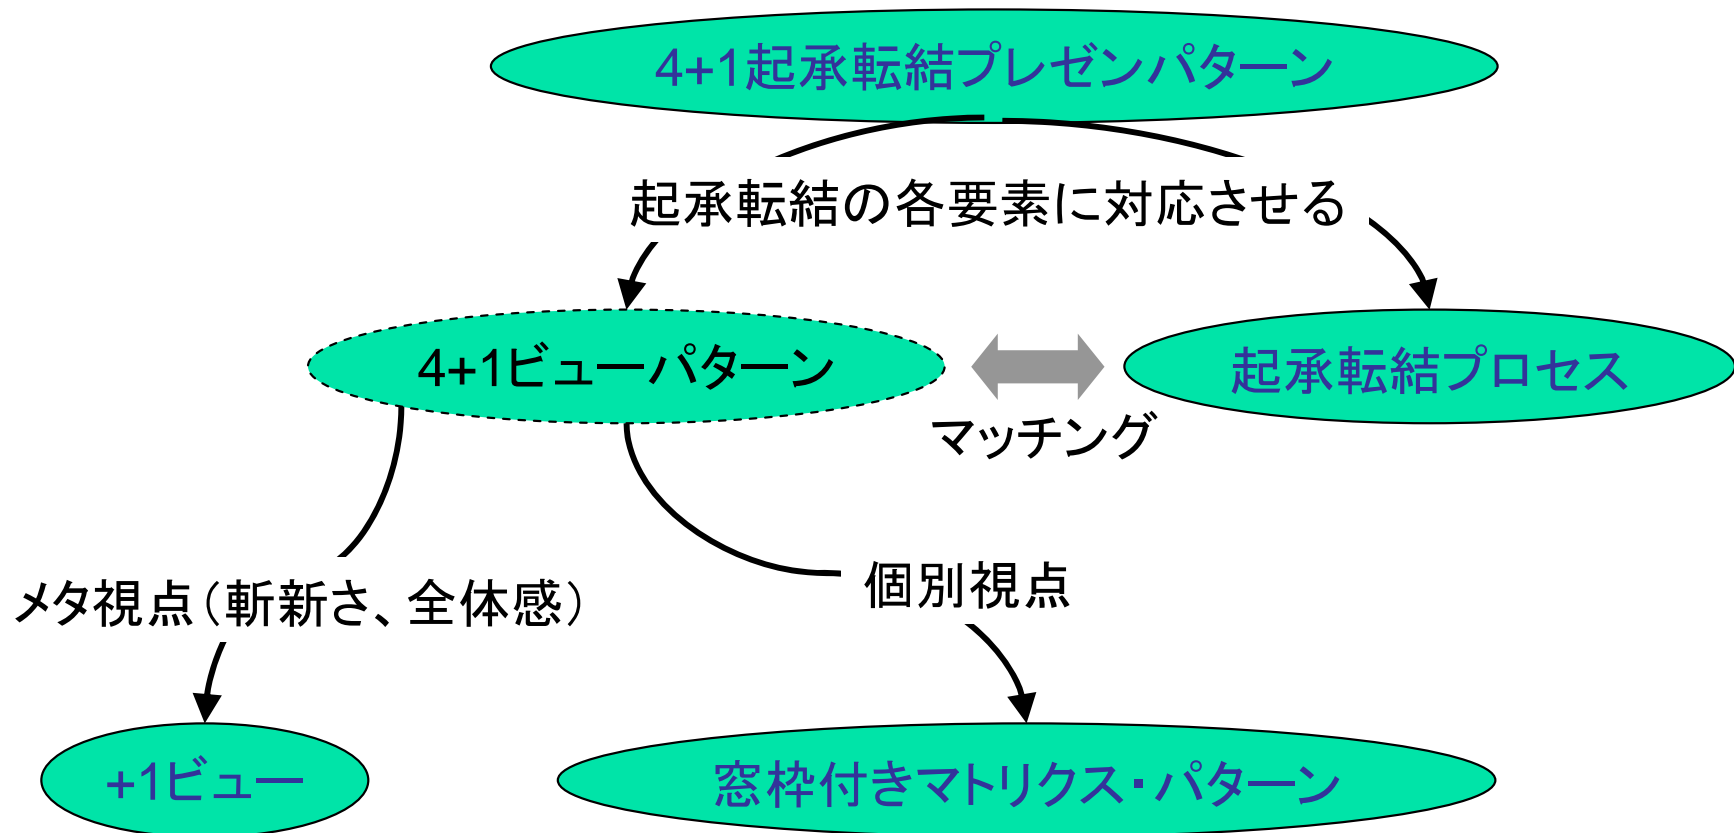 4+1起承転結プレゼンパターン
起承転結の各要素に対応させる
4+1ビューパターン
起承転結プロセス
マッチング
メタ視点（斬新さ、全体感）
個別視点
+1ビュー
窓枠付きマトリクス・パターン